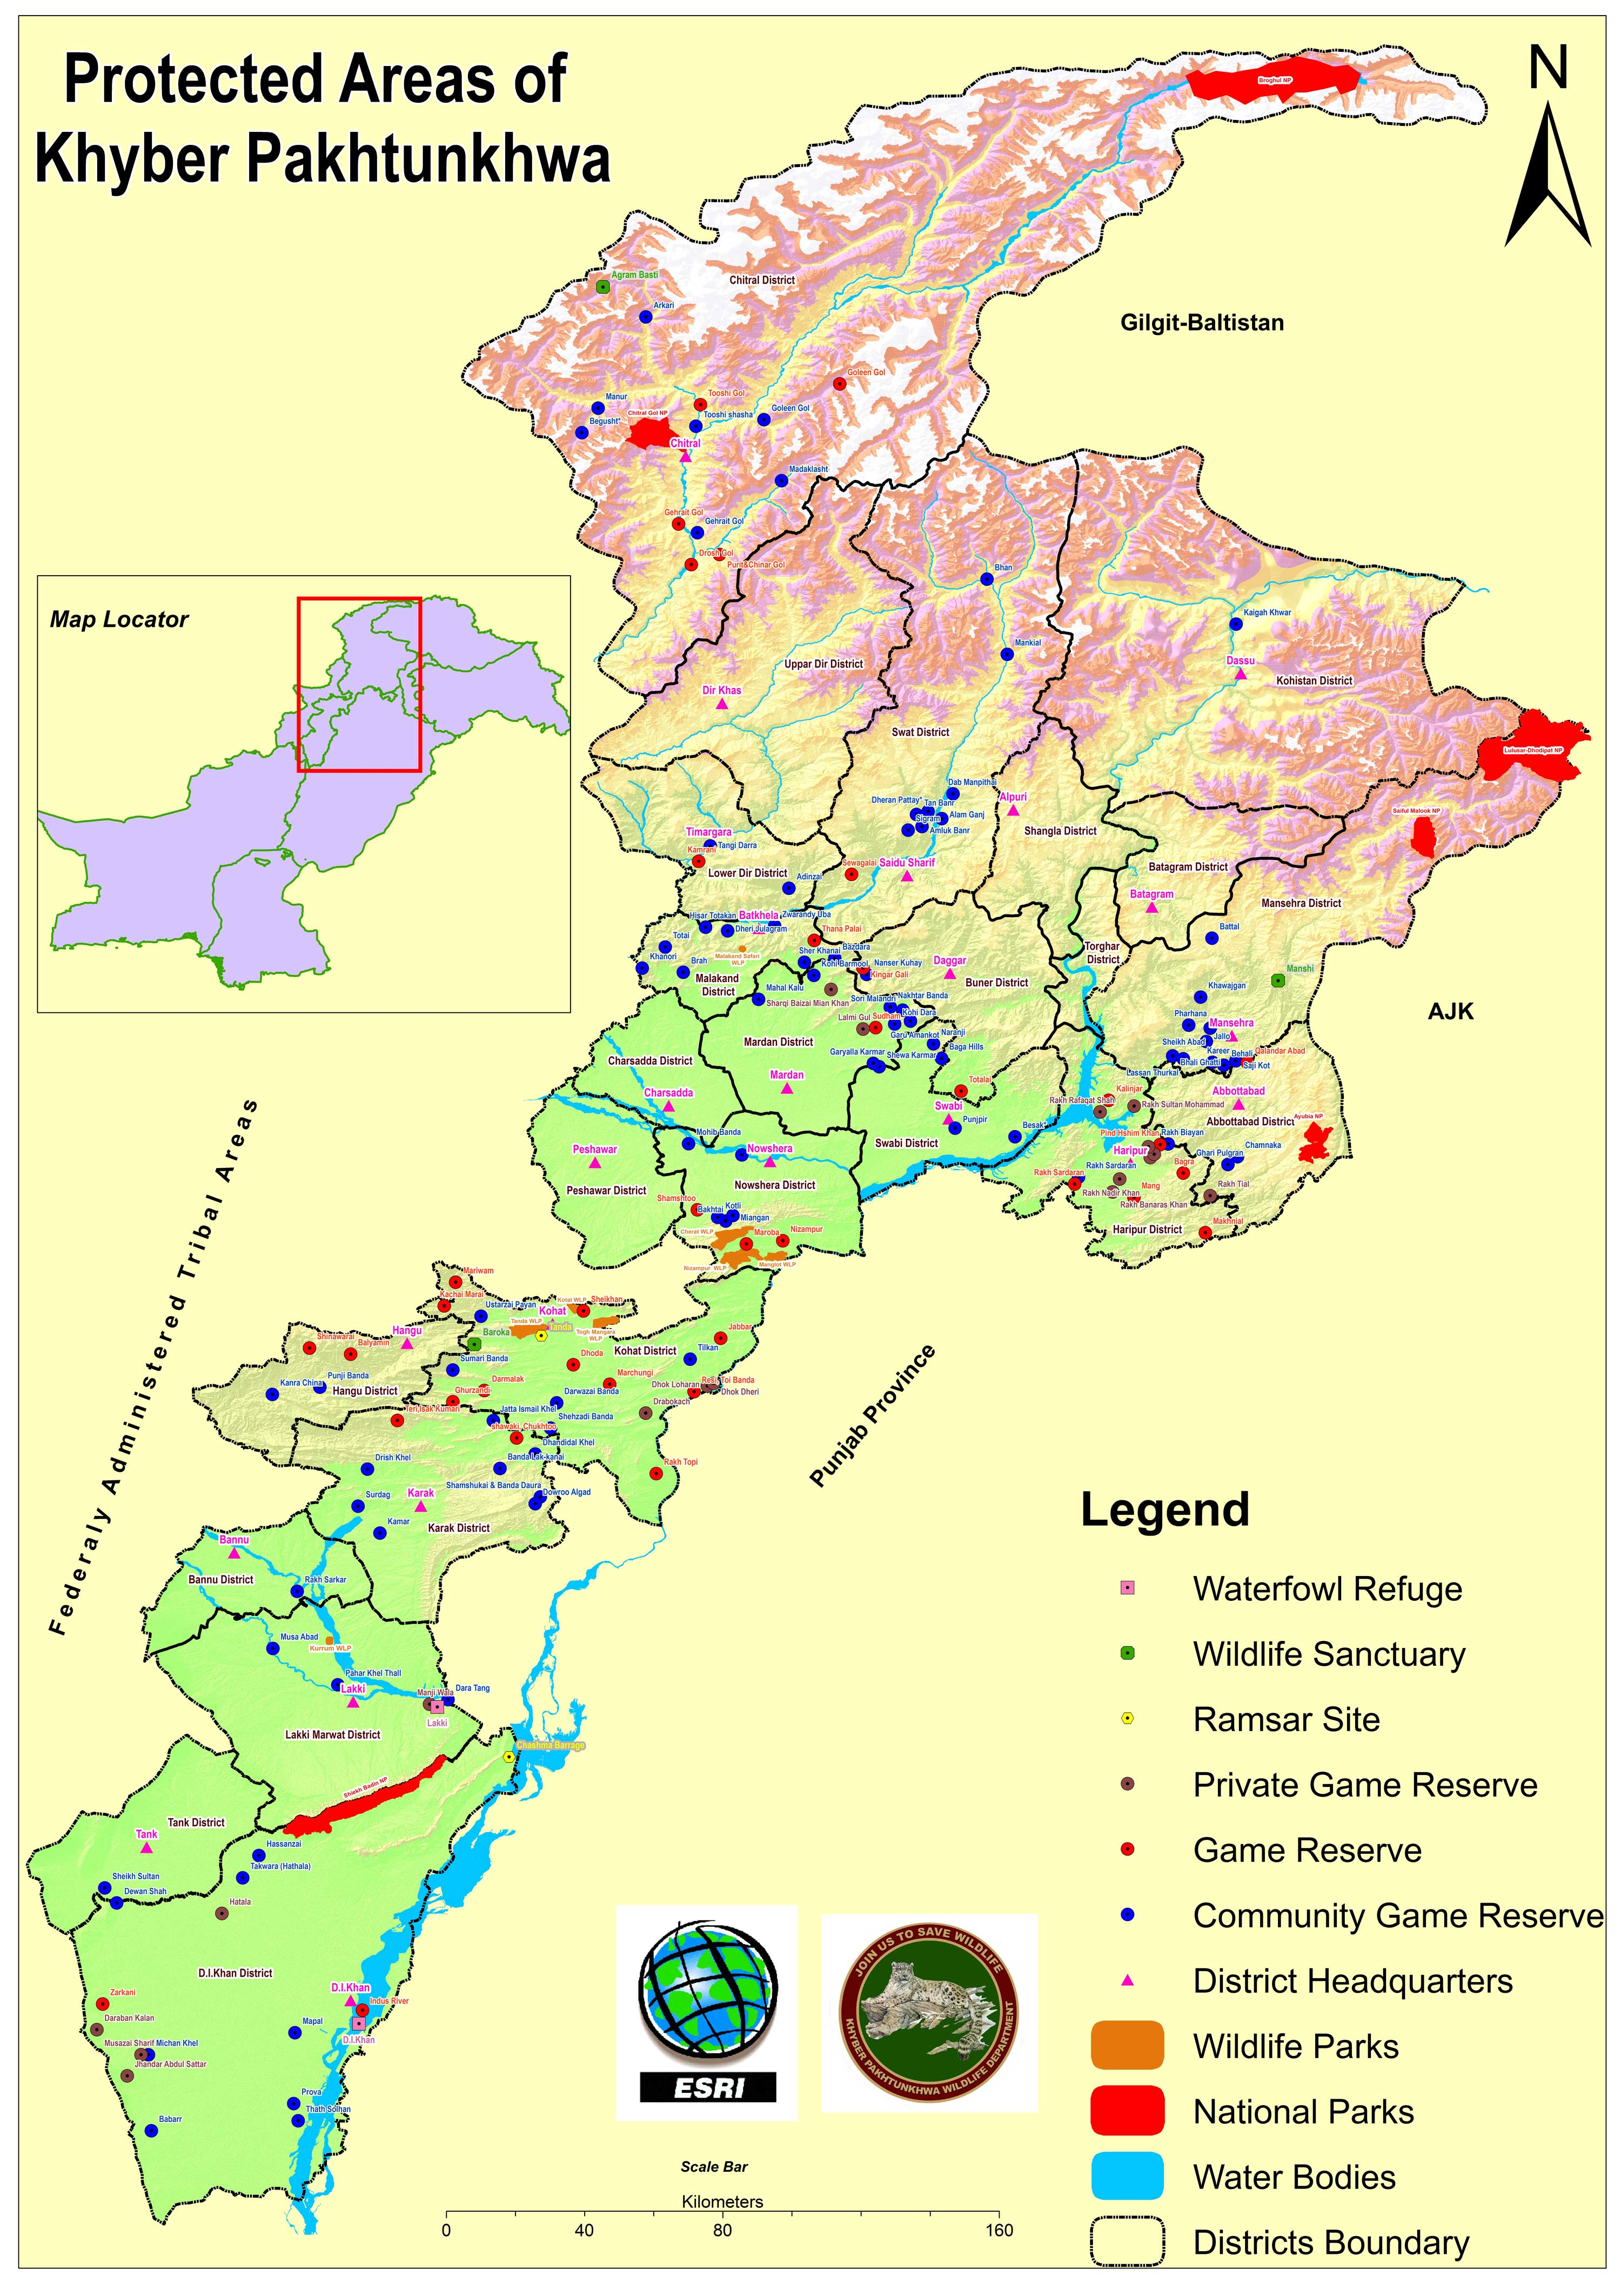 Protected Areas of
Khyber Pakhtunkhwa
N
Broghul NP
Chitral District
Agram Basti
Arkari
Gilgit-Baltistan
Goleen Gol
Tooshi Gol
Manur
Chitral Gol NP
Tooshi shasha
Goleen Gol
Begusht*
Chitral
Madaklasht
Gehrait Gol
Gehrait Gol
Drosh Gol
Purit&Chinar Gol
Bhan
Kaigah Khwar
Map Locator
Mankial
Uppar Dir District
Dassu
Kohistan District
Dir Khas
Swat District
Lulusar-Dhodipat NP
Dab Manpithai
Dheran Pattay*
Tan Banr
Alpuri
Saiful Malook NP
Sigram
Alam Ganj
Timargara
Amluk Banr
Shangla District
Tangi Darra
Kamrani
Sewagalai
Saidu Sharif
Batagram District
Lower Dir District
Adinzai
Batagram
Mansehra District
Hisar Totakan
Batkhela
Zwarandy Uba
Dheri Julagram
Thana Palai
Battal
Totai
Malakand Safari
WLP
Sher Khanai
Bazdara
Torghar
District
Khanori
Brah
Kohi Barmool
Nanser Kuhay
Kingar Gali
Daggar
Manshi
Malakand
District
Buner District
Mahal Kalu
Sharqi Baizai Mian Khan
Sori Malandri
Nakhtar Banda
Khawajgan
AJK
Lalmi Gul
Sudham
Kohi Dara
Pharhana
Mansehra
Garu Amankot
Naranji
Jallo
Mardan District
Sheikh Abad
Charsadda District
Garyalla Karmar
Shewa Karmar
Baga Hills
Kareer
Behali
Qalandar Abad
Bhali Ghatti
Saji Kot
Lassan Thurkal
Mardan
Totalai
Kalinjar
Abbottabad
Charsadda
Rakh Rafaqat Shah
Rakh Sultan Mohammad
Swabi
Punjpir
Abbottabad District
Ayubia NP
Mohib Banda
Besak*
Pind Hshim Khan
Rakh Biayan
Swabi District
Chamnaka
Peshawar
Nowshera
Haripur
Ghari Pulgran
Rakh Sardaran
Bagra
Rakh Sardaran
Peshawar District
Nowshera District
Mang
Rakh Tial
Rakh Nadir Khan
Shamshtoo
Rakh Banaras Khan
Bakhtai
Kotli
Miangan
Makhnial
Haripur District
Cherat WLP
Maroba
Nizampur
Nizampur WLP
Manglot WLP
Federaly Administered Tribal Areas
Mariwam
Kachai Marai
Ustarzai Payan
Kotal WLP
Sheikhan
Kohat
Tanda WLP
Tanda
Togh Mangara
WLP
Hangu
Baroka
Shinawarai
Balyamin
Jabbar
Kohat District
Tilkan
Sumari Banda
Dhoda
Punji Banda
Kanra China
Hangu District
Darmalak
Marchungi
Dhok Loharan
Resi, Toi Banda
Dhok Dheri
Ghurzandi
Darwazai Banda
Drabokach
Teri Isak Kumari
Jatta Ismail Khel
Shehzadi Banda
shawaki, Chukhtoo
Dhandidal Khel
Drish Khel
Banda Lak-kanai
Rakh Topi
Punjab Province
Shamshukai & Banda Daura
Dowroo Algad
Surdag
Karak
Kamar
Karak District
Bannu
Bannu District
Rakh Sarkar
Musa Abad
Kurrum WLP
Pahar Khel Thall
Lakki
Manji Wala
Dara Tang
Lakki
Lakki Marwat District
Chashma Barrage
Shiekh Badin NP
Tank District
Tank
Hassanzai
Takwara (Hathala)
Sheikh Sultan
Dewan Shah
Hatala
D.I.Khan District
D.I.Khan
Zarkani
Indus River
Daraban Kalan
Mapal
D.I.Khan
Musazai Sharif
Michan Khel
Jhandar Abdul Sattar
Prova
Thath Solhan
Babarr
Legend
Waterfowl Refuge
Wildlife Sanctuary
Ramsar Site
Private Game Reserve
Game Reserve
Community Game Reserve
District Headquarters
Wildlife Parks
National Parks
Water Bodies
Districts Boundary
ESRI
JOIN US TO SAVE WILDLIFE
KHYBER PAKHTUNKHWA WILDLIFE DEPARTMENT
Scale Bar
Kilometers
0 40 80 160